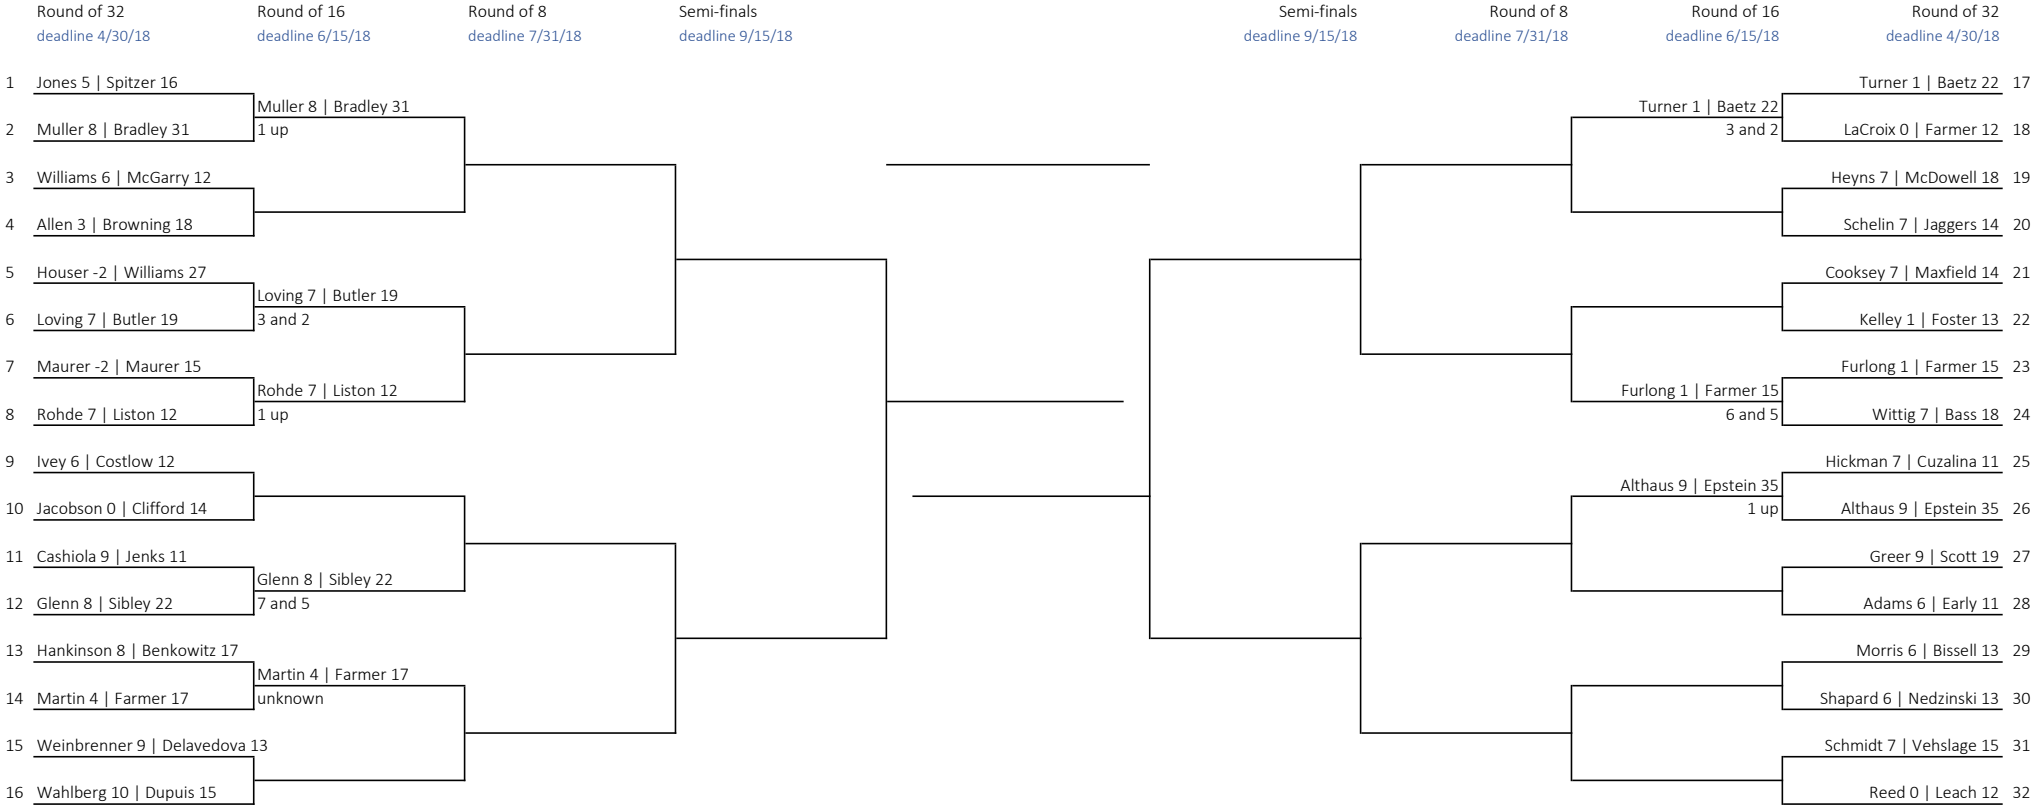 Round of 32 Round of 16 Round of 8 Semi-finals Semi-finals Round of 8 Round of 16 Round of 32
deadline 4/30/18 deadline 6/15/18 deadline 7/31/18 deadline 9/15/18 deadline 9/15/18 deadline 7/31/18 deadline 6/15/18 deadline 4/30/18
1 Jones 5 | Spitzer 16 Turner 1 | Baetz 22 17
Muller 8 | Bradley 31 Turner 1 | Baetz 22
2 Muller 8 | Bradley 31 1 up 3 and 2 LaCroix 0 | Farmer 12 18
3 Williams 6 | McGarry 12 Heyns 7 | McDowell 18 19
4 Allen 3 | Browning 18 Schelin 7 | Jaggers 14 20
5 Houser -2 | Williams 27 Cooksey 7 | Maxfield 14 21
Loving 7 | Butler 19
6 Loving 7 | Butler 19 3 and 2 Kelley 1 | Foster 13 22
7 Maurer -2 | Maurer 15 Furlong 1 | Farmer 15 23
Rohde 7 | Liston 12 Furlong 1 | Farmer 15
8 Rohde 7 | Liston 12 1 up 6 and 5 Wittig 7 | Bass 18 24
9 Ivey 6 | Costlow 12 Hickman 7 | Cuzalina 11 25
Althaus 9 | Epstein 35
10 Jacobson 0 | Clifford 14 1 up Althaus 9 | Epstein 35 26
11 Cashiola 9 | Jenks 11 Greer 9 | Scott 19 27
Glenn 8 | Sibley 22
12 Glenn 8 | Sibley 22 7 and 5 Adams 6 | Early 11 28
13 Hankinson 8 | Benkowitz 17 Morris 6 | Bissell 13 29
Martin 4 | Farmer 17
14 Martin 4 | Farmer 17 unknown Shapard 6 | Nedzinski 13 30
15 Weinbrenner 9 | Delavedova 13 Schmidt 7 | Vehslage 15 31
16 Wahlberg 10 | Dupuis 15 Reed 0 | Leach 12 32